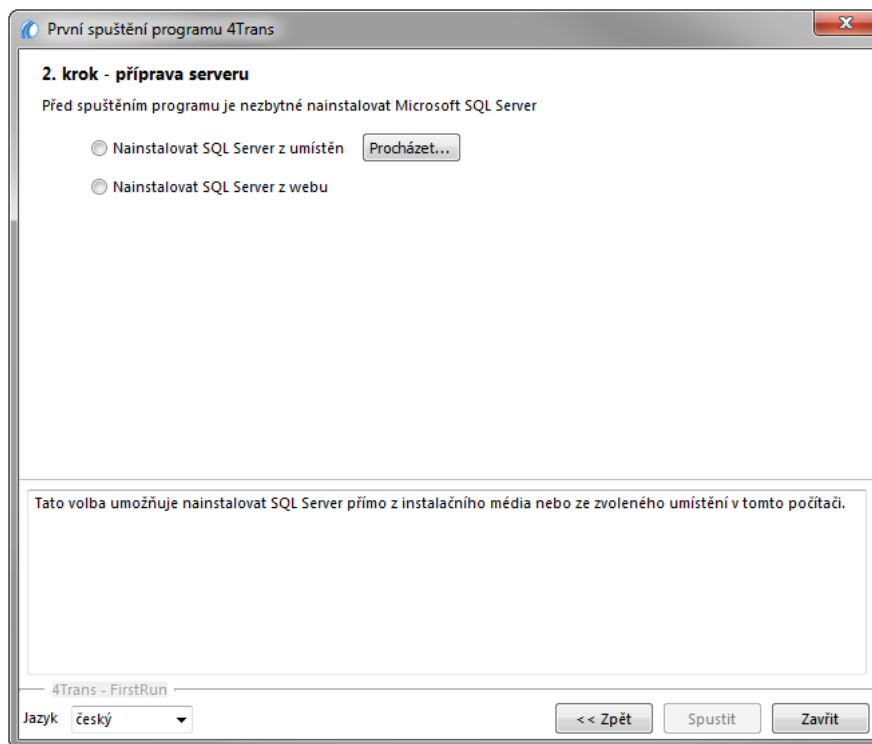 První spuštění programu 4Trans
2. krok - příprava serveru
Před spuštěním programu je nezbytné nainstalovat Microsoft SQL Server
Nainstalovat SQL Server z umístěn Procházet...
Nainstalovat SQL Server z webu
Tato volba umožňuje nainstalovat SQL Server přímo z instalačního média nebo ze zvoleného umístění v tomto počítači.
4Trans - FirstRun
Jazyk český << Zpět Spustit Zavřít